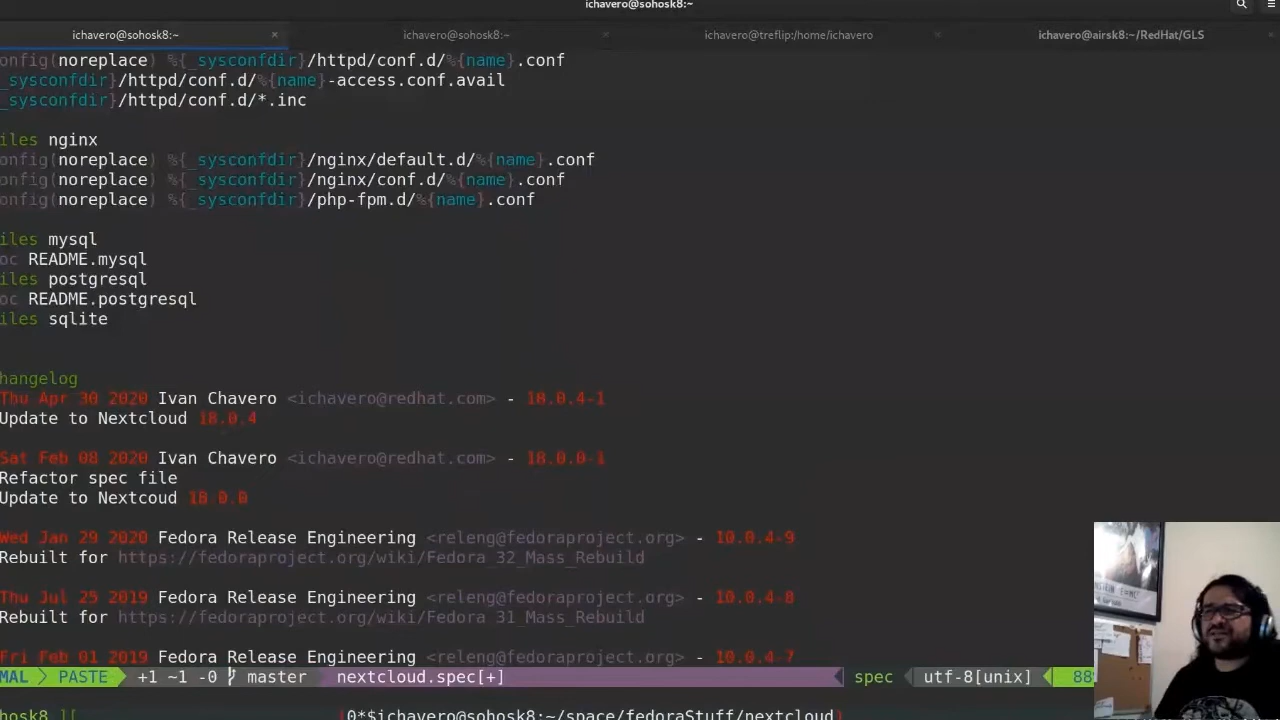 ichavero@sohosk8:~
ichavero@sohosk8:~ × ichavero@sohosk8:~ × ichavero@treflip:/home/ichavero × ichavero@airsk8:~/RedHat/GLS ×
onfig(noreplace) %{_sysconfdir}/httpd/conf.d/%{name}.conf
_sysconfdir}/httpd/conf.d/%{name}-access.conf.avail
_sysconfdir}/httpd/conf.d/*.inc
iles nginx
onfig(noreplace) %{_sysconfdir}/nginx/default.d/%{name}.conf
onfig(noreplace) %{_sysconfdir}/nginx/conf.d/%{name}.conf
onfig(noreplace) %{_sysconfdir}/php-fpm.d/%{name}.conf
iles mysql
oc README.mysql
iles postgresql
oc README.postgresql
iles sqlite
hangelog
Thu Apr 30 2020 Ivan Chavero <ichavero@redhat.com> - 18.0.4-1
Update to Nextcloud 18.0.4
Sat Feb 08 2020 Ivan Chavero <ichavero@redhat.com> - 18.0.0-1
Refactor spec file
Update to Nextcoud 18.0.0
Wed Jan 29 2020 Fedora Release Engineering <releng@fedoraproject.org> - 10.0.4-9
Rebuilt for https://fedoraproject.org/wiki/Fedora_32_Mass_Rebuild
Thu Jul 25 2019 Fedora Release Engineering <releng@fedoraproject.org> - 10.0.4-8
Rebuilt for https://fedoraproject.org/wiki/Fedora_31_Mass_Rebuild
Fri Feb 01 2019 Fedora Release Engineering <releng@fedoraproject.org> - 10.0.4-7
MAL PASTE +1 ~1 -0 master nextcloud.spec[+] spec utf-8[unix] 88
hosk8 ][ [0*$ichavero@sohosk8:~/space/fedoraStuff/nextcloud]